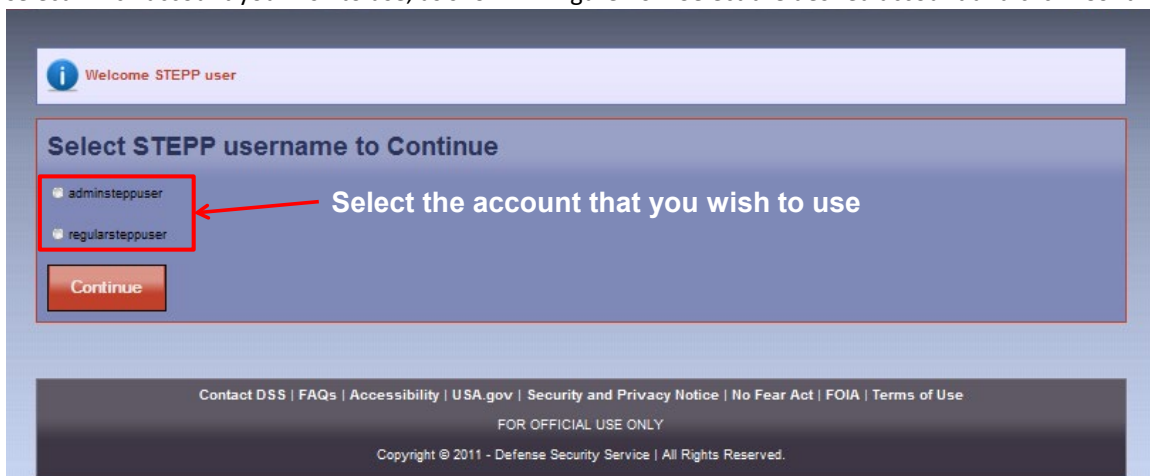 Welcome STEPP user
Select STEPP username to Continue
adminsteppuser
Select the account that you wish to use
regularsteppuser
Continue
Contact DSS | FAQs | Accessibility | USA.gov | Security and Privacy Notice | No Fear Act | FOIA | Terms of Use
FOR OFFICIAL USE ONLY
Copyright © 2011 - Defense Security Service | All Rights Reserved.